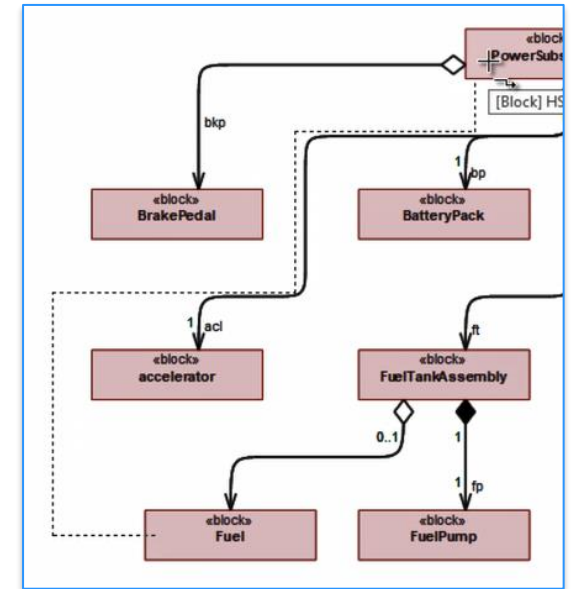 «block
PowerSubs
[Block] HS
bkp
1
bp
«block»
BrakePedal
«block»
BatteryPack
1
acl
ft
«block»
accelerator
«block»
FuelTankAssembly
0..1
1
1
fp
«block»
Fuel
«block»
FuelPump